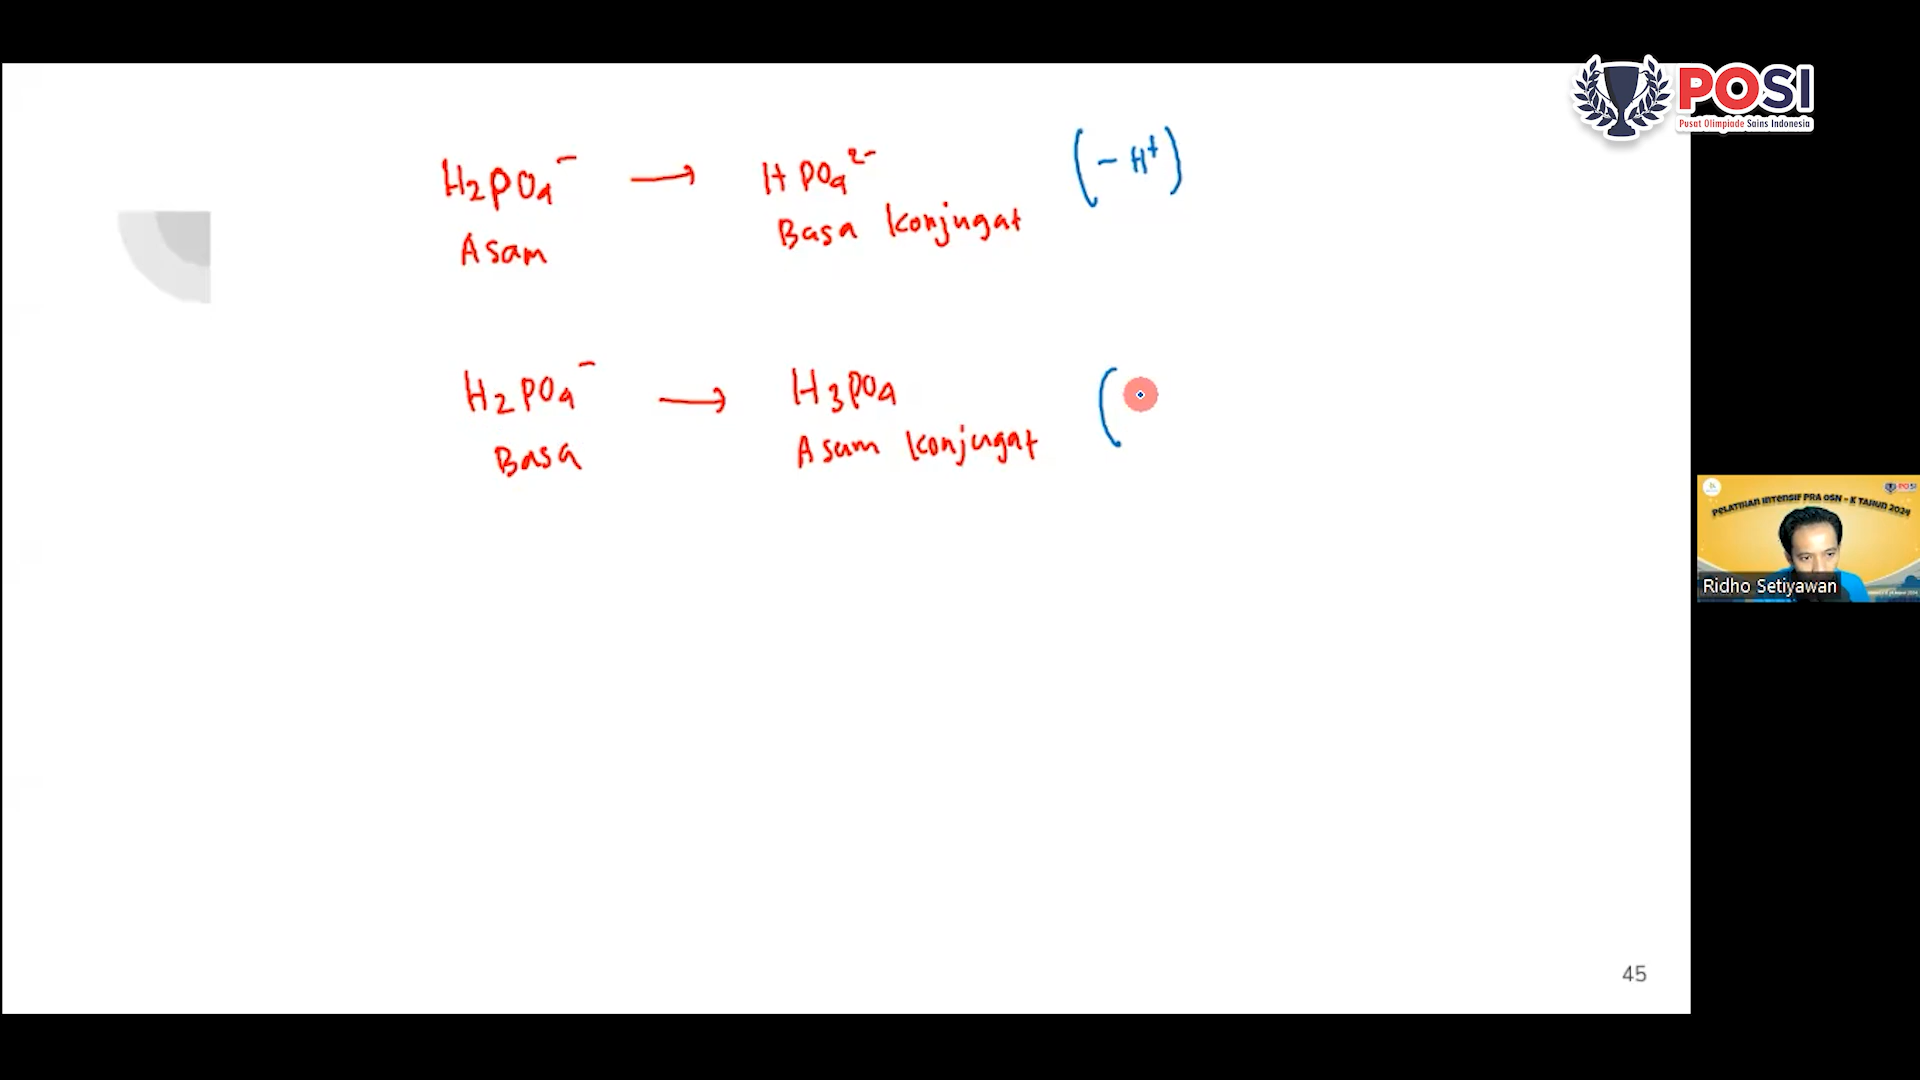 POSI
Pusat Olimpiade Sains Indonesia
H₂PO₄⁻ → HPO₄²⁻ (-H⁺)
Asam Basa Konjugat
H₂PO₄⁻ → H₃PO₄ (
Basa Asam Konjugat
POSI
PELATIHAN INTENSIF PRA OSN - K TAHUN 2024
Ridho Setiyawan
45